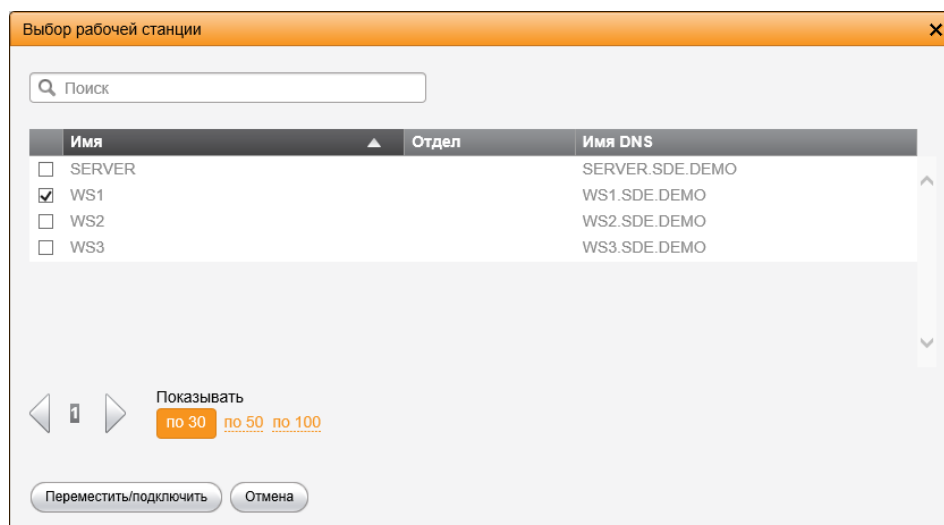 Выбор рабочей станции
Поиск
Имя Отдел Имя DNS
SERVER SERVER.SDE.DEMO
WS1 WS1.SDE.DEMO
WS2 WS2.SDE.DEMO
WS3 WS3.SDE.DEMO
Показывать
1 по 30 по 50 по 100
Переместить/подключить Отмена